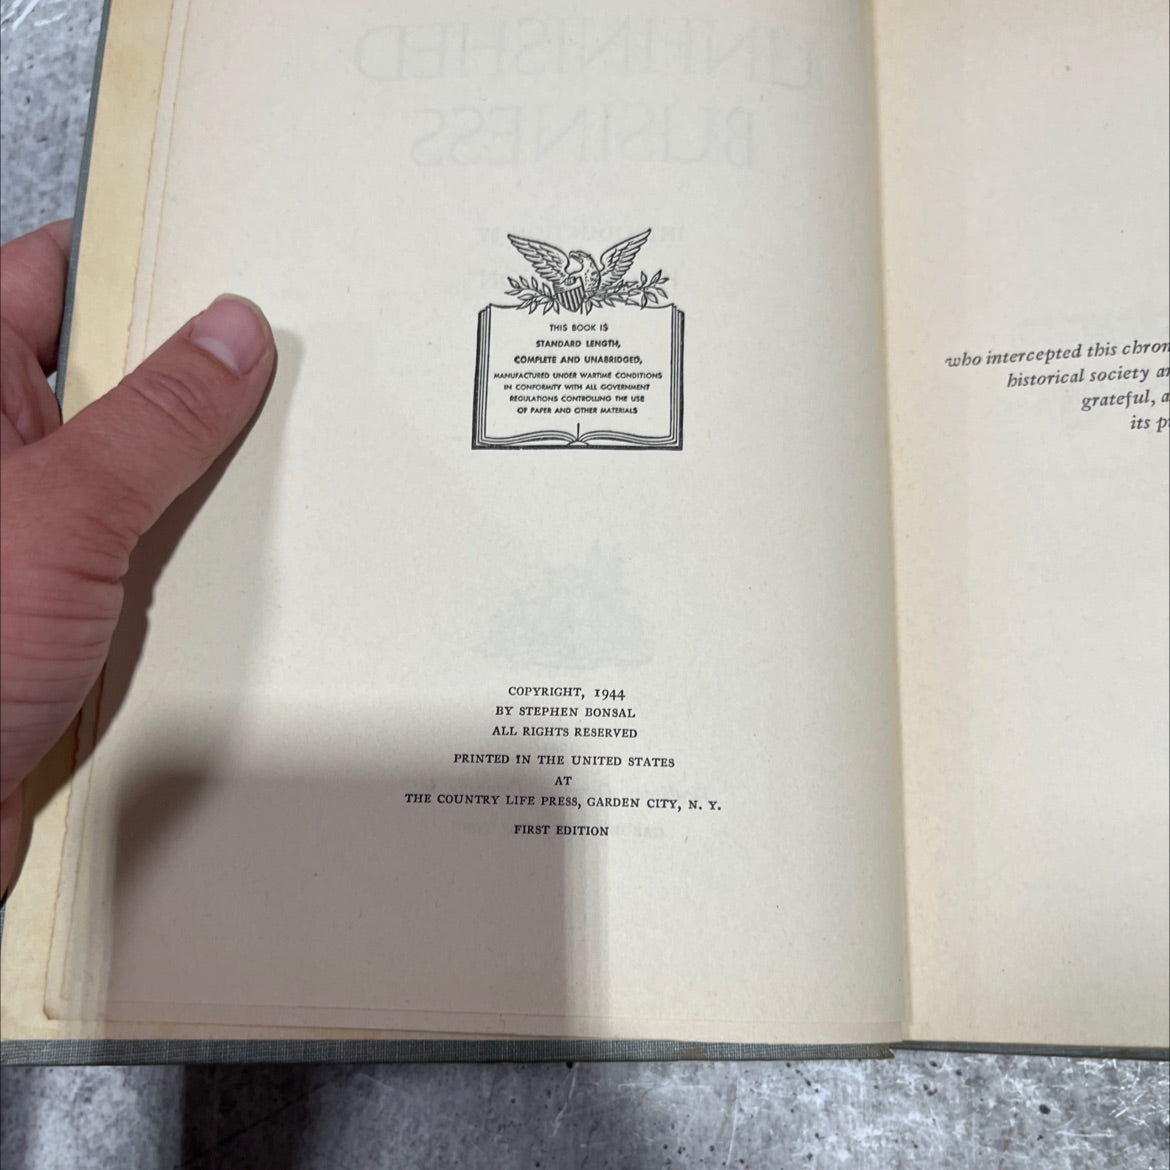 UNFINISHED
BUSINESS
THIS BOOK IS
STANDARD LENGTH,
COMPLETE AND UNABRIDGED,
MANUFACTURED UNDER WARTIME CONDITIONS
IN CONFORMITY WITH ALL GOVERNMENT
REGULATIONS CONTROLLING THE USE
OF PAPER AND OTHER MATERIALS
COPYRIGHT, 1944
BY STEPHEN BONSAL
ALL RIGHTS RESERVED
PRINTED IN THE UNITED STATES
AT
THE COUNTRY LIFE PRESS, GARDEN CITY, N. Y.
FIRST EDITION
who intercepted this
historical society
grateful,
its